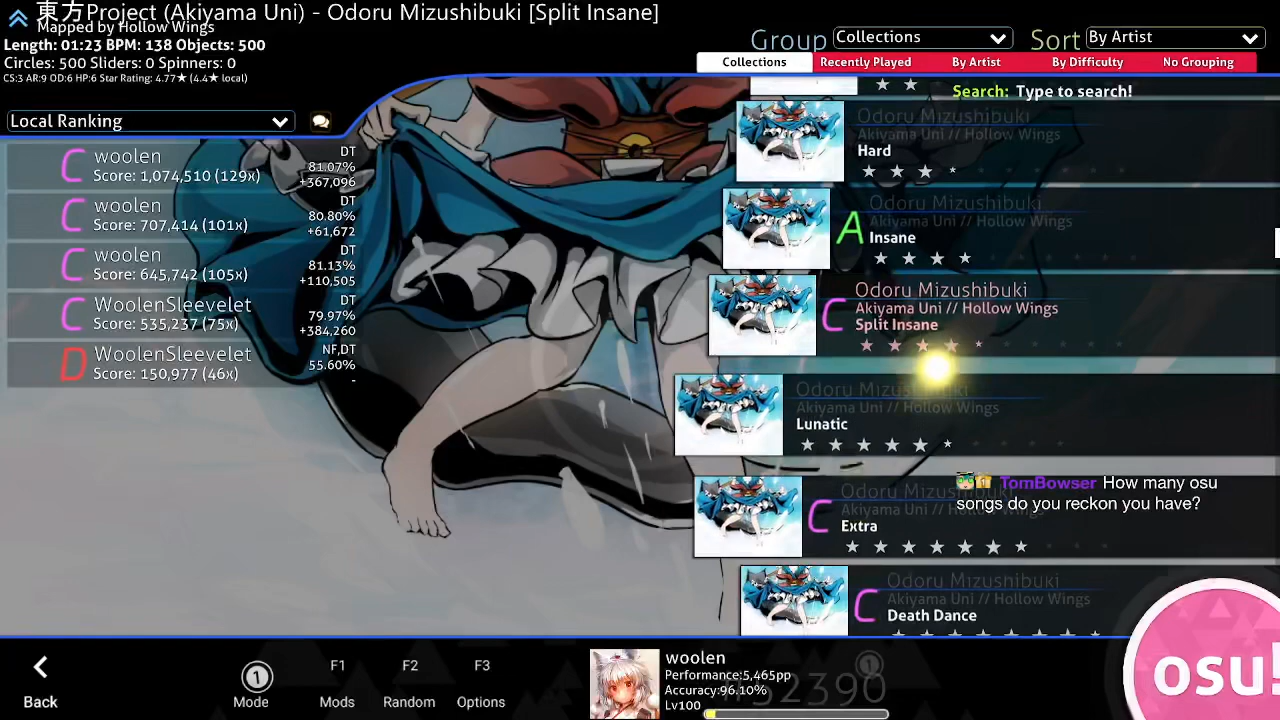 東方Project (Akiyama Uni) - Odoru Mizushibuki [Split Insane]
Mapped by Hollow Wings
Length: 01:23 BPM: 138 Objects: 500
Circles: 500 Sliders: 0 Spinners: 0
CS:3 AR:9 OD:6 HP:6 Star Rating: 4.77★ (4.4★ local)
Group Collections Sort By Artist
Collections Recently Played By Artist By Difficulty No Grouping
Search: Type to search!
Local Ranking
C woolen DT
Score: 1,074,510 (129x) 81.07%
+367,096
C woolen DT
Score: 707,414 (101x) 80.80%
+61,672
C woolen DT
Score: 645,742 (105x) 81.13%
+110,505
C WoolenSleevelet DT
Score: 535,237 (75x) 79.97%
+384,260
D WoolenSleevelet NF,DT
Score: 150,977 (46x) 55.60%
-
Odoru Mizushibuki
Akiyama Uni // Hollow Wings
Hard
Odoru Mizushibuki
Akiyama Uni // Hollow Wings
A Insane
Odoru Mizushibuki
Akiyama Uni // Hollow Wings
C Split Insane
Odoru Mizushibuki
Akiyama Uni // Hollow Wings
Lunatic
Odoru Mizushibuki
Akiyama Uni // Hollow Wings
C Extra
TomBowser How many osu
songs do you reckon you have?
Odoru Mizushibuki
Akiyama Uni // Hollow Wings
C Death Dance
Back
1 Mode
F1 Mods
F2 Random
F3 Options
woolen
Performance:5,465pp
Accuracy:96.10%
Lv100
#52390
osu!